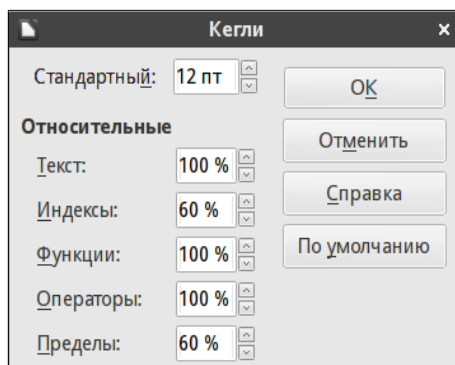 Кегли
Стандартный: 12 пт
ОК
Относительные
Отменить
Текст: 100 %
Справка
Индексы: 60 %
По умолчанию
Функции: 100 %
Операторы: 100 %
Пределы: 60 %